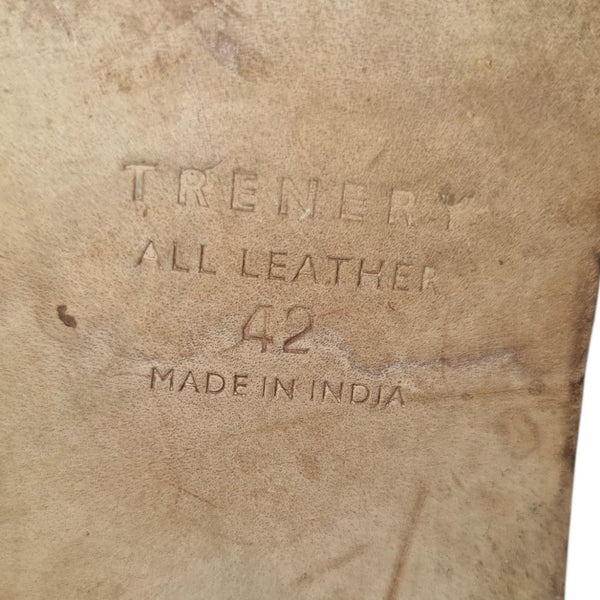 TRENERY
ALL LEATHER
42
MADE IN INDIA